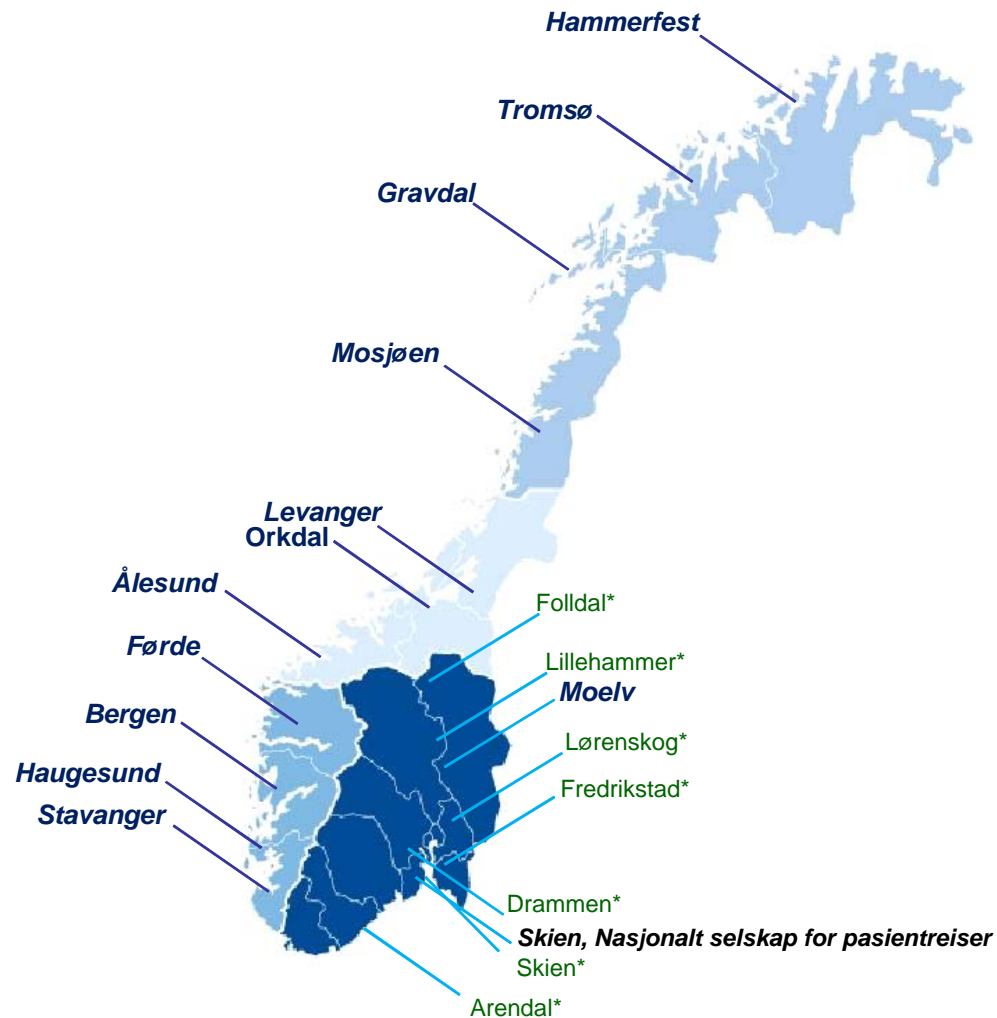 Hammerfest
Tromsø
Gravdal
Mosjøen
Levanger
Orkdal
Ålesund
Folldal*
Førde
Lillehammer*
Moelv
Bergen
Lørenskog*
Haugesund
Fredrikstad*
Stavanger
Drammen*
Skien, Nasjonalt selskap for pasientreiser
Skien*
Arendal*